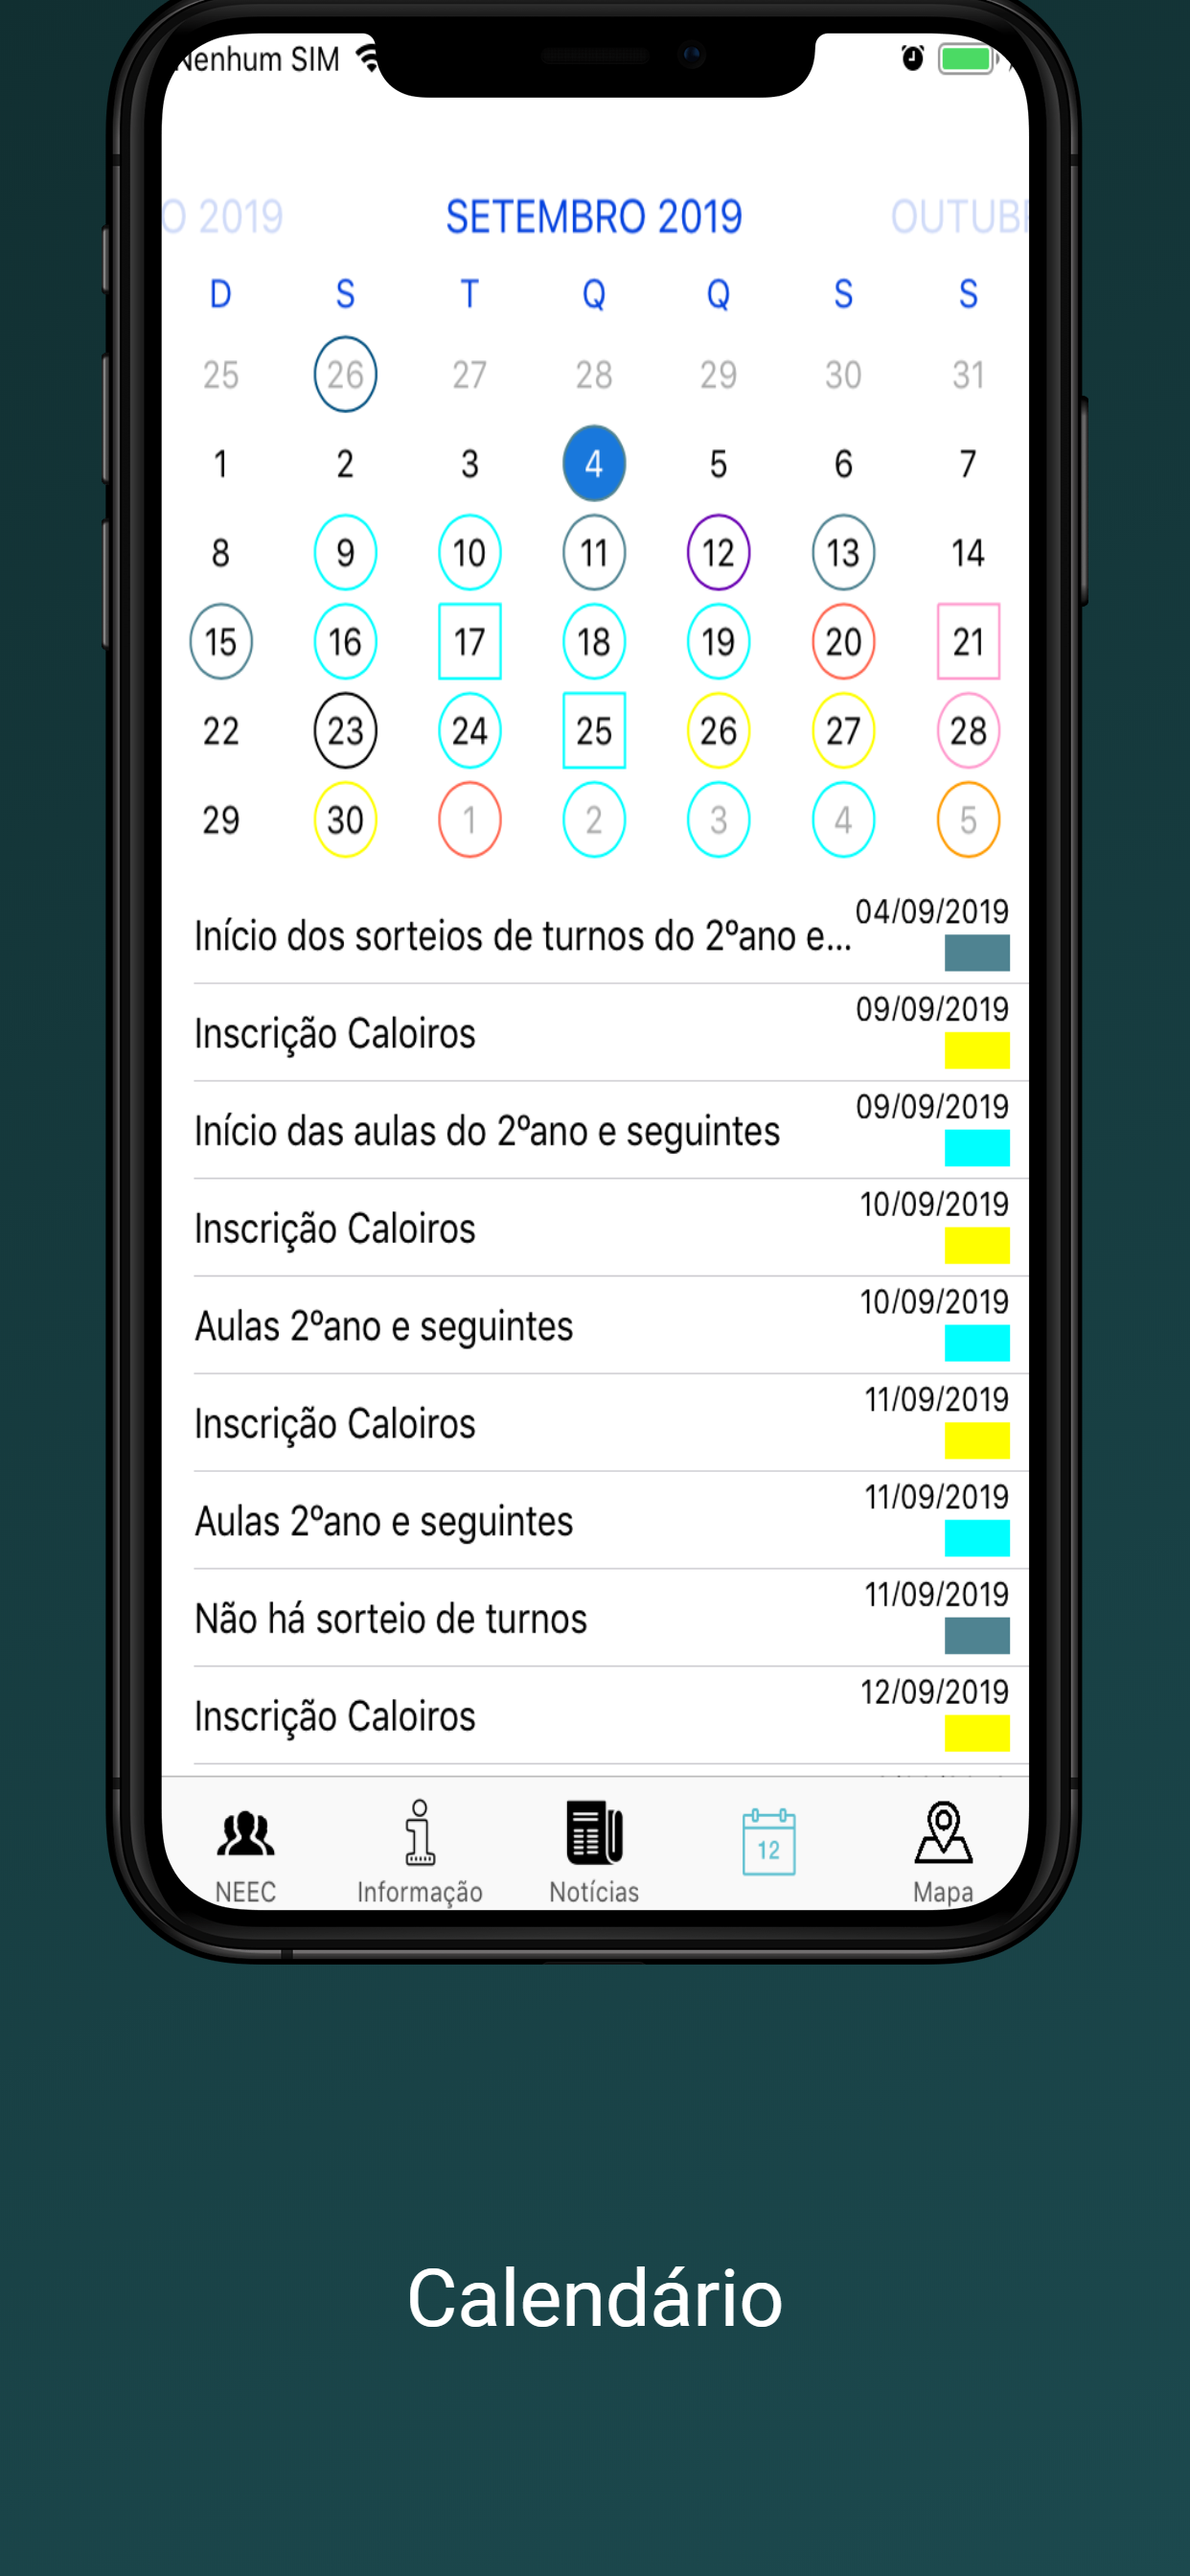 Nenhum SIM
O 2019 SETEMBRO 2019 OUTUB
D S T Q Q S S
25 26 27 28 29 30 31
1 2 3 4 5 6 7
8 9 10 11 12 13 14
15 16 17 18 19 20 21
22 23 24 25 26 27 28
29 30 1 2 3 4 5
Início dos sorteios de turnos do 2ºano e... 04/09/2019
Inscrição Caloiros 09/09/2019
Início das aulas do 2ºano e seguintes 09/09/2019
Inscrição Caloiros 10/09/2019
Aulas 2ºano e seguintes 10/09/2019
Inscrição Caloiros 11/09/2019
Aulas 2ºano e seguintes 11/09/2019
Não há sorteio de turnos 11/09/2019
Inscrição Caloiros 12/09/2019
12
NEEC Informação Notícias Mapa
Calendário